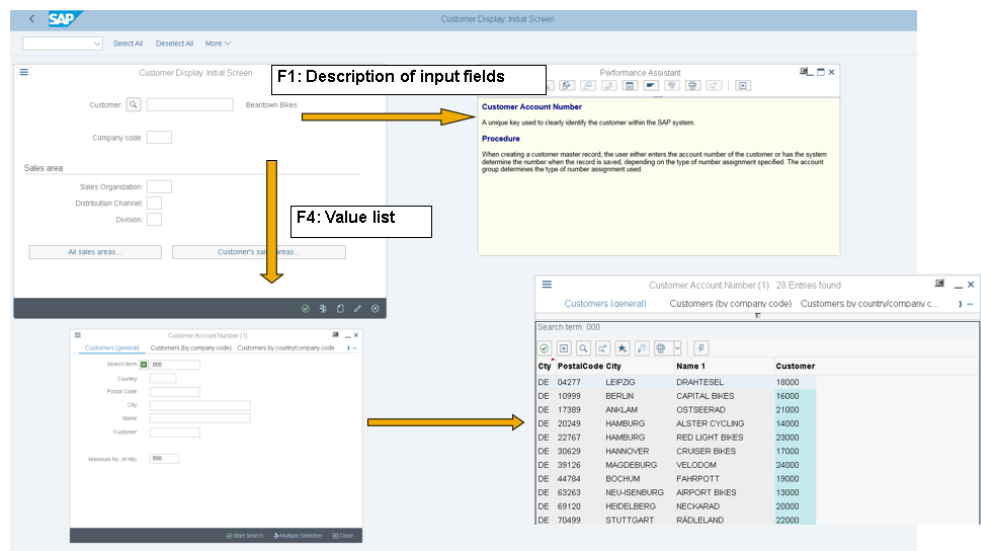 SAP
Customer Display: Initial Screen
Select All Deselect All More
Customer Display: Initial Screen
F1: Description of input fields
Customer:
Beantown Bikes
Company code:
Sales area
Sales Organization:
Distribution Channel:
Division:
All sales areas...
Customer's sal areas...
F4: Value list
Performance Assistant
Customer Account Number
A unique key used to clearly identify the customer within the SAP system.
Procedure
When creating a customer master record, the user either enters the account number of the customer or has the system
determine the number when the record is saved, depending on the type of number assignment specified. The account
group determines the type of number assignment used.
Customer Account Number (1)
Customers (general) Customers (by company code) Customers by country/company code
Search term: 000
Country:
Postal Code:
City:
Name:
Customer:
Maximum No. of Hits: 500
Start Search Multiple Selection Close
Customer Account Number (1) 28 Entries found
Customers (general) Customers (by company code) Customers by country/company c...
Search term: 000
Cty PostalCode City Name 1 Customer
DE 04277 LEIPZIG DRAHTESEL 18000
DE 10999 BERLIN CAPITAL BIKES 16000
DE 17389 ANKLAM OSTSEERAD 21000
DE 20249 HAMBURG ALSTER CYCLING 14000
DE 22767 HAMBURG RED LIGHT BIKES 23000
DE 30629 HANNOVER CRUISER BIKES 17000
DE 39126 MAGDEBURG VELODOM 24000
DE 44784 BOCHUM FAHRPOTT 19000
DE 63263 NEU-ISENBURG AIRPORT BIKES 13000
DE 69120 HEIDELBERG NECKARAD 20000
DE 70499 STUTTGART RÄDLELAND 22000